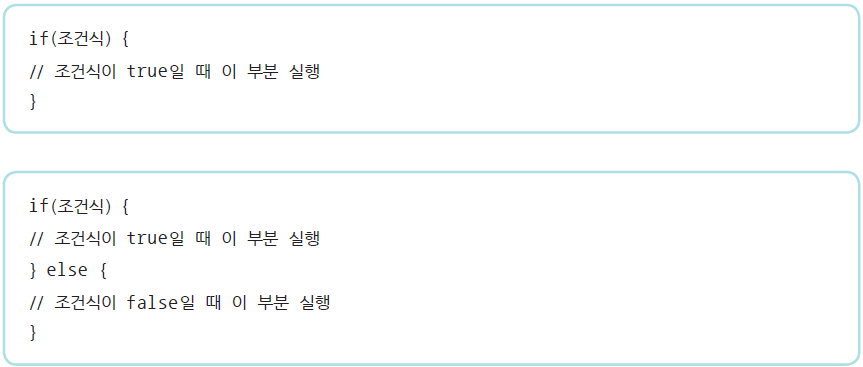 if(조건식) {
// 조건식이 true일 때 이 부분 실행
}
if(조건식) {
// 조건식이 true일 때 이 부분 실행
} else {
// 조건식이 false일 때 이 부분 실행
}